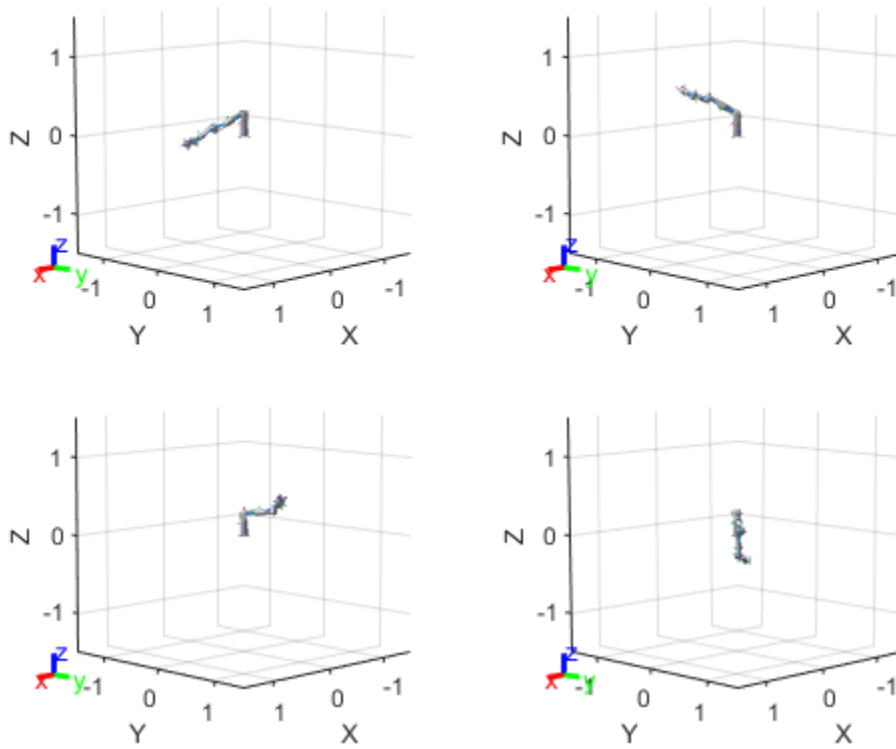 1 1
Z 0 Z 0
-1 -1
z z
x y -1 x y -1
0 0 -1 0 0 -1
1 1 1 1
Y X Y X
1 1
Z 0 Z 0
-1 -1
z z
x y -1 x y -1
0 0 -1 0 0 -1
1 1 1 1
Y X Y X